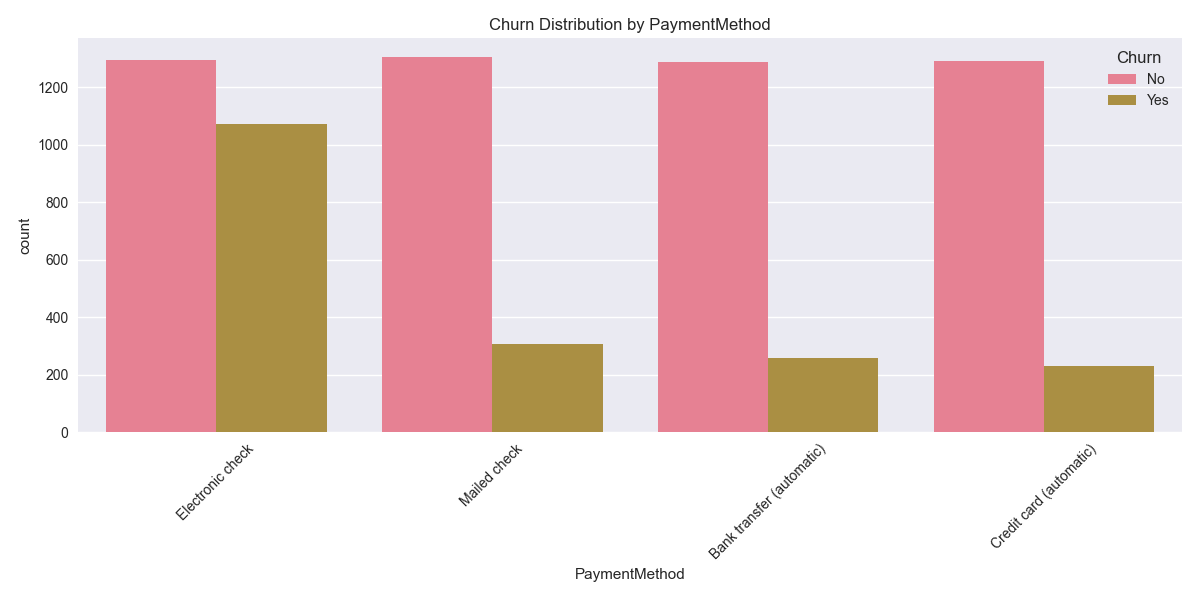 Churn Distribution by PaymentMethod
Churn
No
Yes
count
1200
1000
800
600
400
200
0
Electronic check
Mailed check
Bank transfer (automatic)
Credit card (automatic)
PaymentMethod